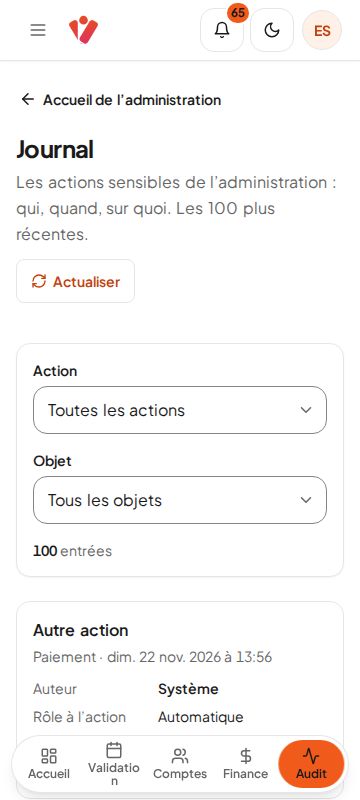 65
ES
Accueil de l'administration
Journal
Les actions sensibles de l'administration :
qui, quand, sur quoi. Les 100 plus
récentes.
Actualiser
Action
Toutes les actions
Objet
Tous les objets
100 entrées
Autre action
Paiement · dim. 22 nov. 2026 à 13:56
Auteur Système
Rôle à l'action Automatique
Accueil
Validatio
n
Comptes
Finance
Audit